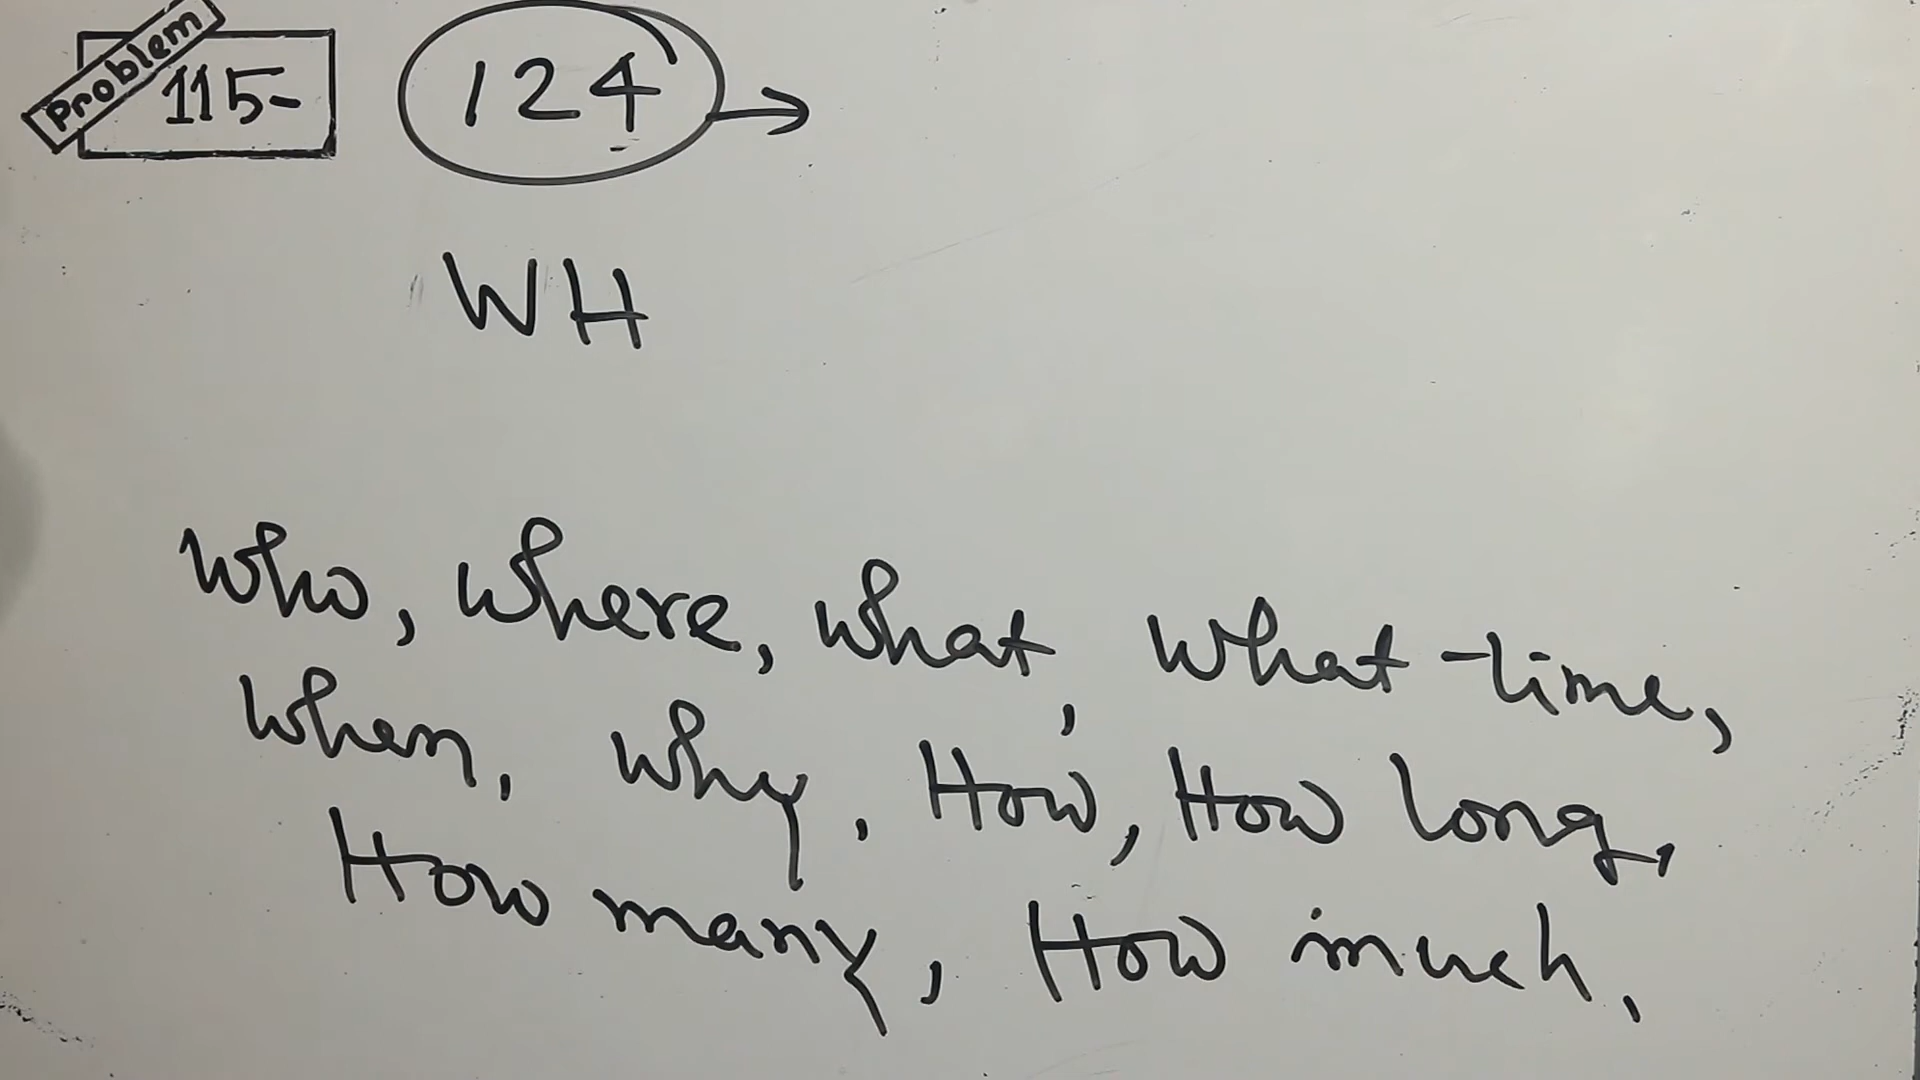 Problem
115- 124 →
WH
Who, Where, What, What time,
When, Why, How, How long,
How many, How much,